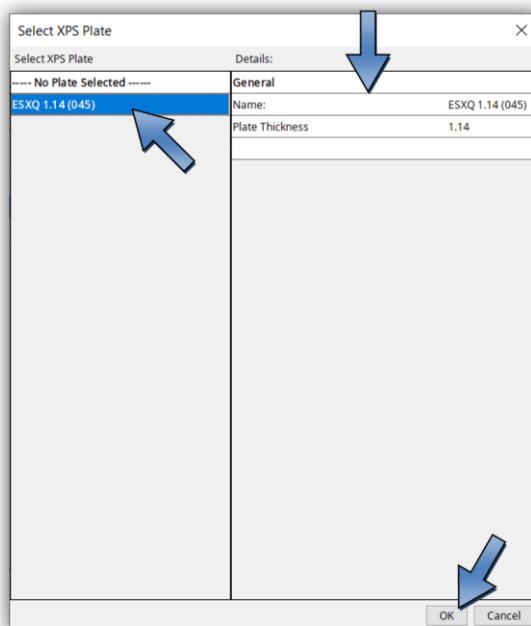 Select XPS Plate
Select XPS Plate
Details:
----- No Plate Selected ------
General
ESXQ 1.14 (045)
Name: ESXQ 1.14 (045)
Plate Thickness 1.14
OK Cancel